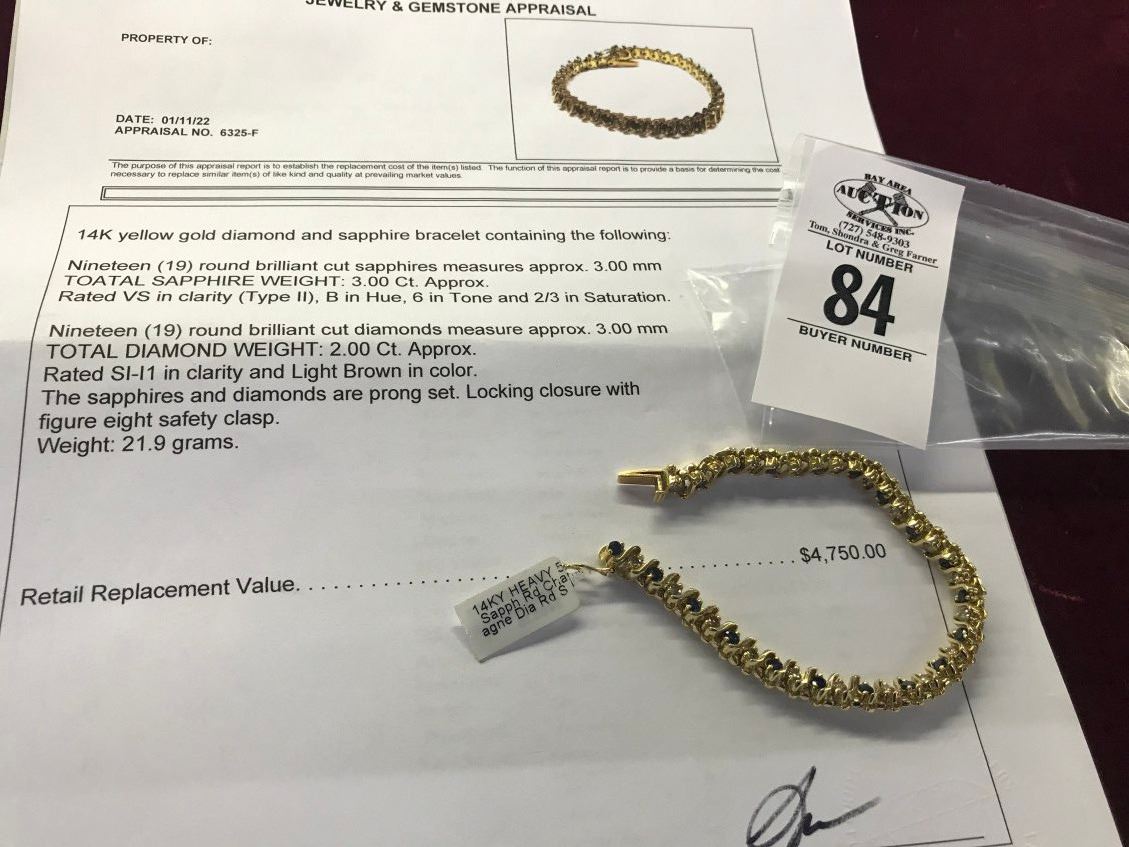 JEWELRY & GEMSTONE APPRAISAL
PROPERTY OF:
DATE: 01/11/22
APPRAISAL NO. 6325-F
The purpose of this appraisal report is to establish the replacement cost of the item(s) listed. The function of this appraisal report is to provide a basis for determining the cost
necessary to replace similar item(s) of like kind and quality at prevailing market values.
14K yellow gold diamond and sapphire bracelet containing the following:
Nineteen (19) round brilliant cut sapphires measures approx. 3.00 mm
TOATAL SAPPHIRE WEIGHT: 3.00 Ct. Approx.
Rated VS in clarity (Type II), B in Hue, 6 in Tone and 2/3 in Saturation.
Nineteen (19) round brilliant cut diamonds measure approx. 3.00 mm
TOTAL DIAMOND WEIGHT: 2.00 Ct. Approx.
Rated SI-I1 in clarity and Light Brown in color.
The sapphires and diamonds are prong set. Locking closure with
figure eight safety clasp.
Weight: 21.9 grams.
Retail Replacement Value. . . . . . . . . . . . . . . . . . . . . . . . . . . . . . $4,750.00
BAY AREA
AUCTION
SERVICES INC.
(727) 548-9303
Tom, Shondra & Greg Farner
LOT NUMBER
84
BUYER NUMBER
14KY HEAVY 5
Sapph Rd Cha
agne Dia Rd S